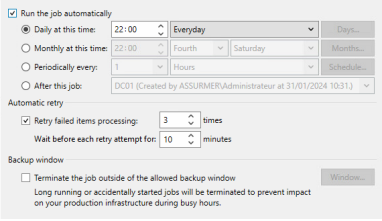 Run the job automatically
Daily at this time: 22:00 Everyday Days...
Monthly at this time: 22:00 Fourth Saturday Months...
Periodically every: 1 Hours Schedule...
After this job: DC01 (Created by ASSURMER\Administrateur at 31/01/2024 10:31.)
Automatic retry
Retry failed items processing: 3 times
Wait before each retry attempt for: 10 minutes
Backup window
Terminate the job outside of the allowed backup window Window...
Long running or accidentally started jobs will be terminated to prevent impact
on your production infrastructure during busy hours.